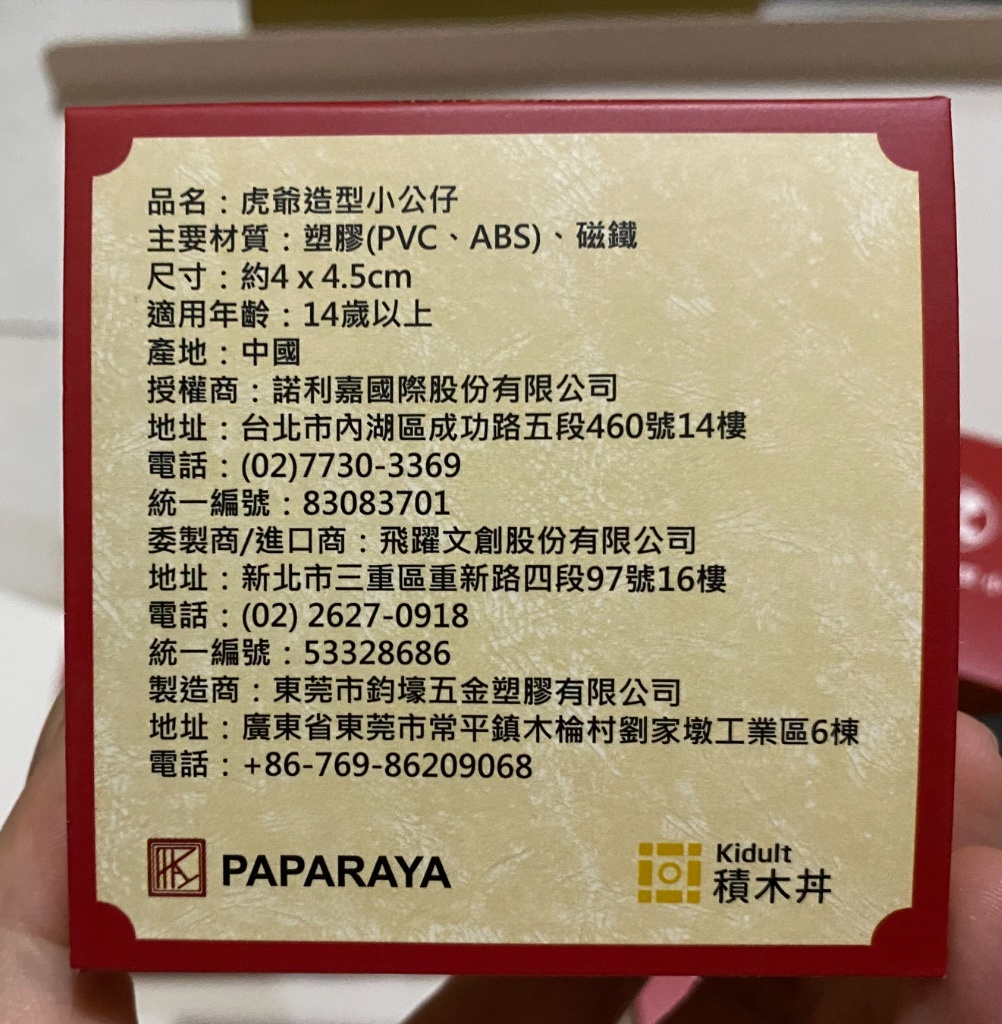 品名：虎爺造型小公仔
主要材質：塑膠(PVC、ABS)、磁鐵
尺寸：約4 x 4.5cm
適用年齡：14歲以上
產地：中國
授權商：諾利嘉國際股份有限公司
地址：台北市內湖區成功路五段460號14樓
電話：(02)7730-3369
統一編號：83083701
委製商/進口商：飛躍文創股份有限公司
地址：新北市三重區重新路四段97號16樓
電話：(02) 2627-0918
統一編號：53328686
製造商：東莞市鈞壕五金塑膠有限公司
地址：廣東省東莞市常平鎮木棆村劉家墩工業區6棟
電話：+86-769-86209068
PAPARAYA
Kidult
積木丼